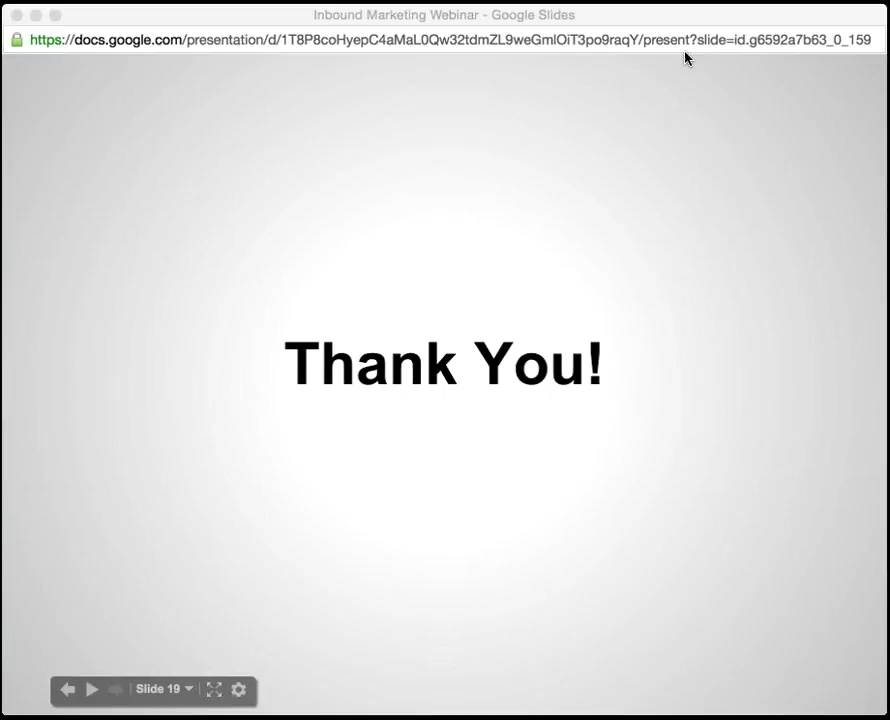 Inbound Marketing Webinar - Google Slides
https://docs.google.com/presentation/d/1T8P8coHyepC4aMaL0Qw32tdmZL9weGmlOiT3po9raqY/present?slide=id.g6592a7b63_0_159
Thank You!
Slide 19